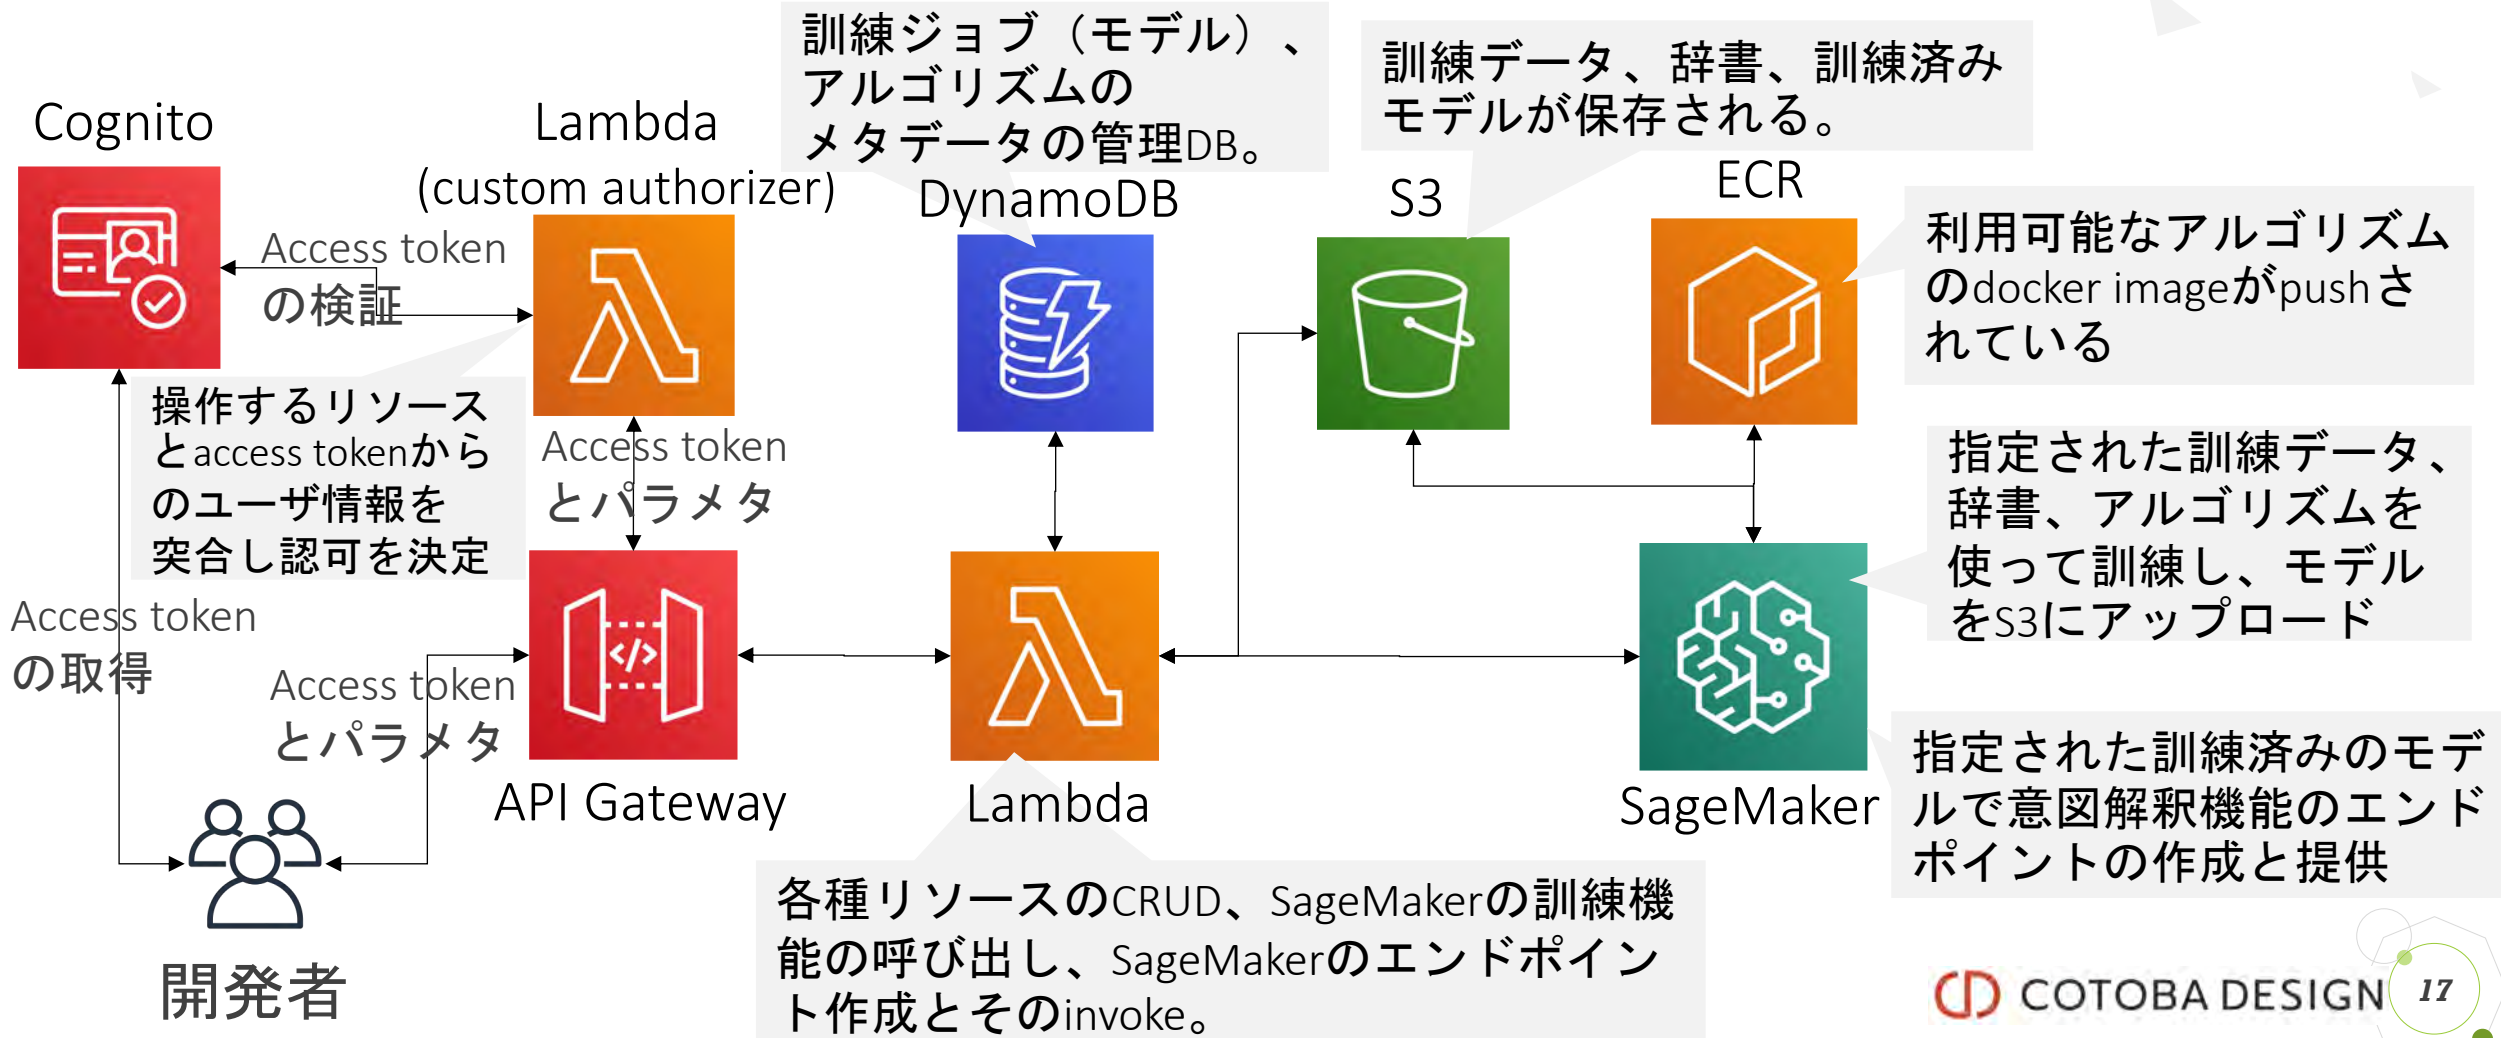 訓練ジョブ（モデル）、
アルゴリズムの
メタデータの管理DB。
訓練データ、辞書、訓練済み
モデルが保存される。
Cognito
Lambda
(custom authorizer)
DynamoDB
S3
ECR
利用可能なアルゴリズム
のdocker imageがpushさ
れている
Access token
の検証
操作するリソース
とaccess tokenから
のユーザ情報を
突合し認可を決定
Access token
とパラメタ
指定された訓練データ、
辞書、アルゴリズムを
使って訓練し、モデル
をS3にアップロード
Access token
の取得
Access token
とパラメタ
API Gateway
Lambda
SageMaker
指定された訓練済みのモデ
ルで意図解釈機能のエンド
ポイントの作成と提供
開発者
各種リソースのCRUD、SageMakerの訓練機
能の呼び出し、SageMakerのエンドポイン
ト作成とそのinvoke。
COTOBA DESIGN
17